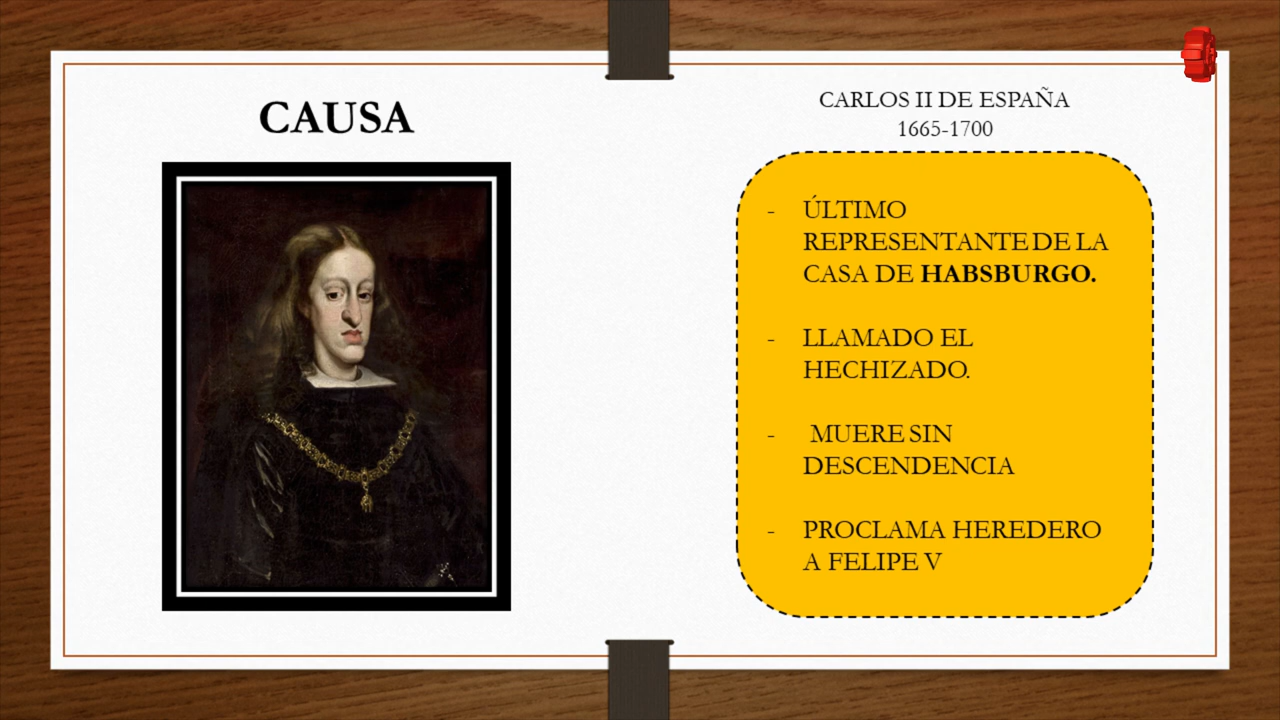 CAUSA
CARLOS II DE ESPAÑA
1665-1700
- ÚLTIMO
REPRESENTANTE DE LA
CASA DE HABSBURGO.
- LLAMADO EL
HECHIZADO.
- MUERE SIN
DESCENDENCIA
- PROCLAMA HEREDERO
A FELIPE V